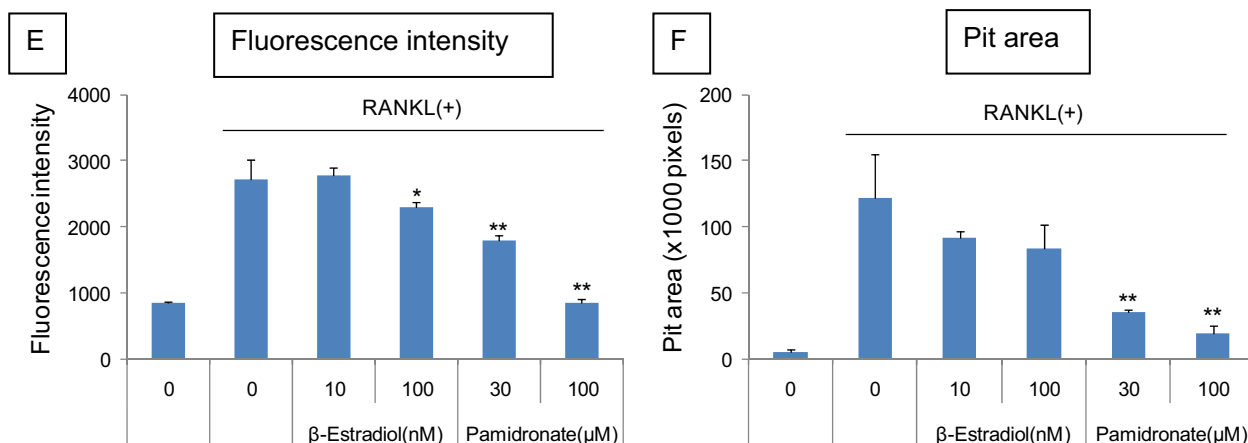 E
Fluorescence intensity
RANKL(+)
Fluorescence intensity
4000
3000
2000
1000
0
*
**
**
0
0
10
100
30
100
β-Estradiol(nM)
Pamidronate(μM)
F
Pit area
RANKL(+)
Pit area (x1000 pixels)
200
150
100
50
0
**
**
0
0
10
100
30
100
β-Estradiol(nM)
Pamidronate(μM)